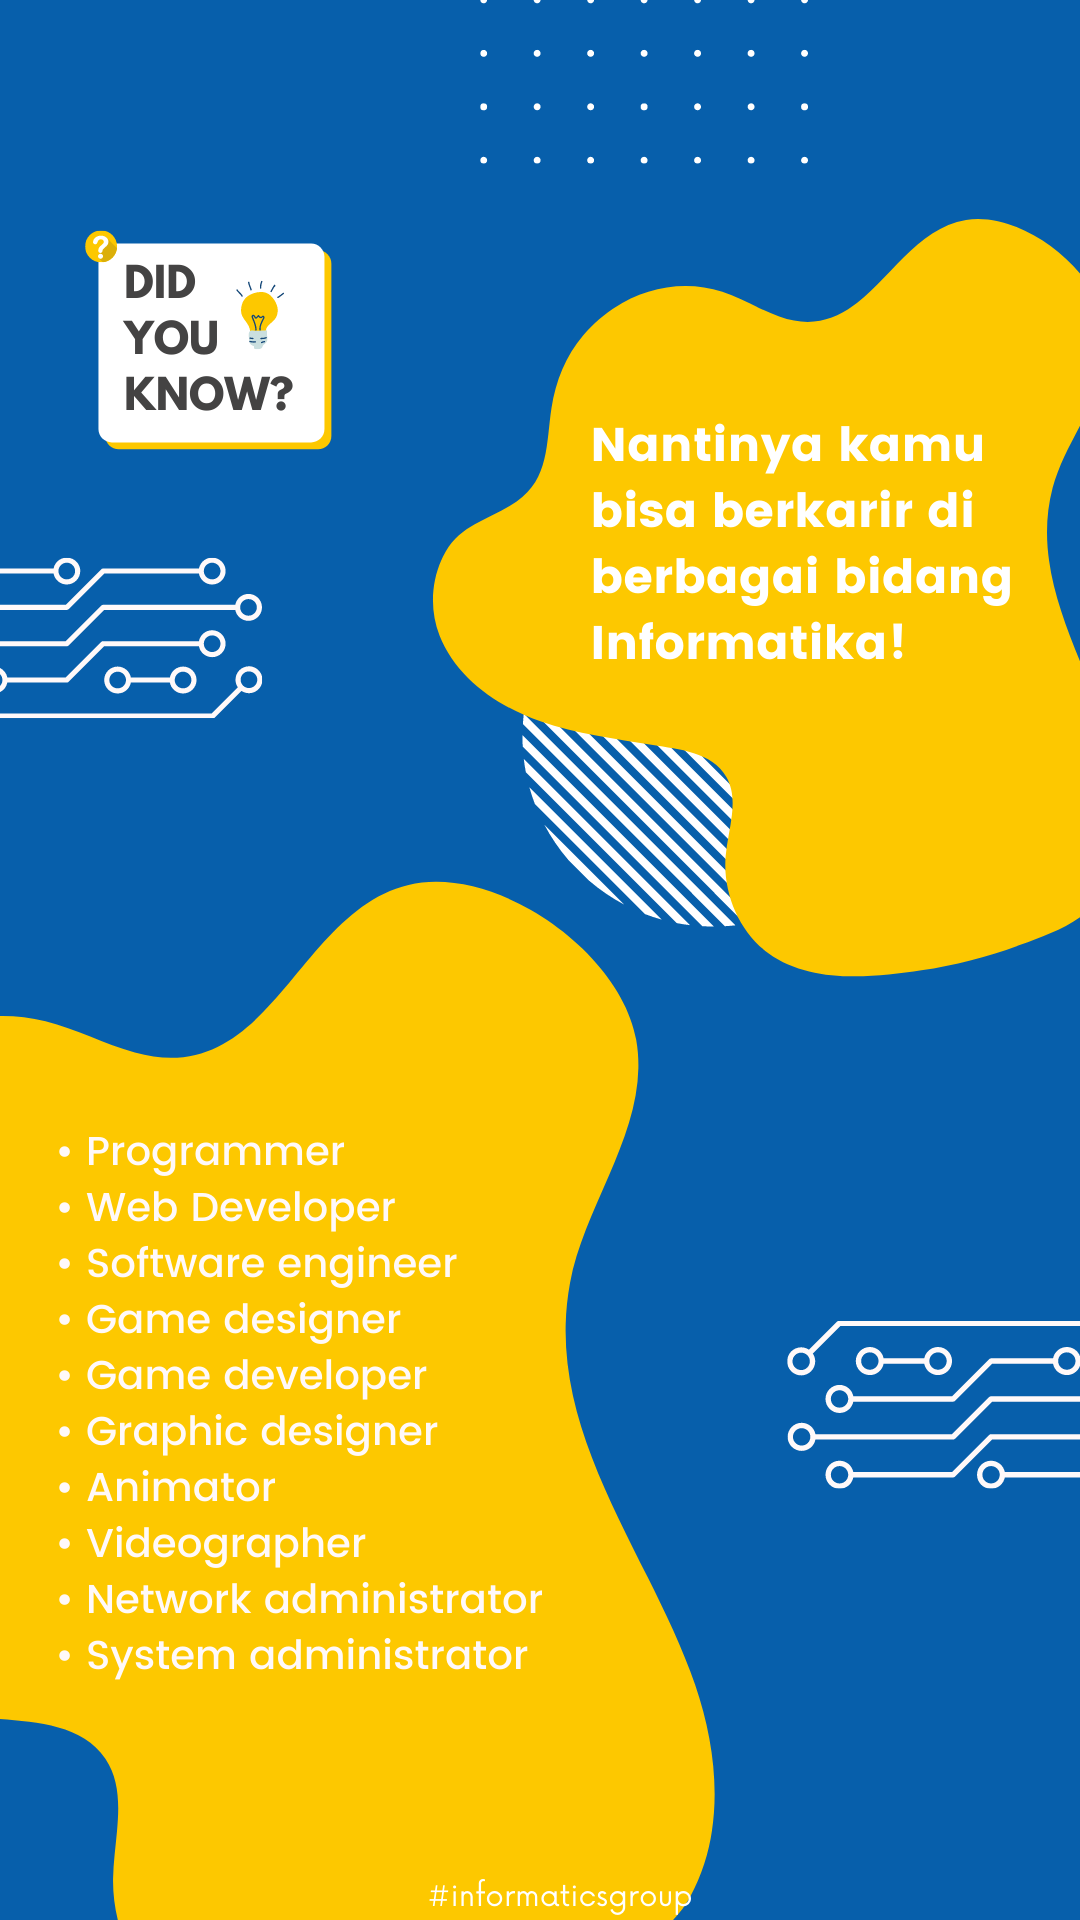 ?
DID
YOU
KNOW?
Nantinya kamu
bisa berkarir di
berbagai bidang
Informatika!
• Programmer
• Web Developer
• Software engineer
• Game designer
• Game developer
• Graphic designer
• Animator
• Videographer
• Network administrator
• System administrator
#informaticsgroup